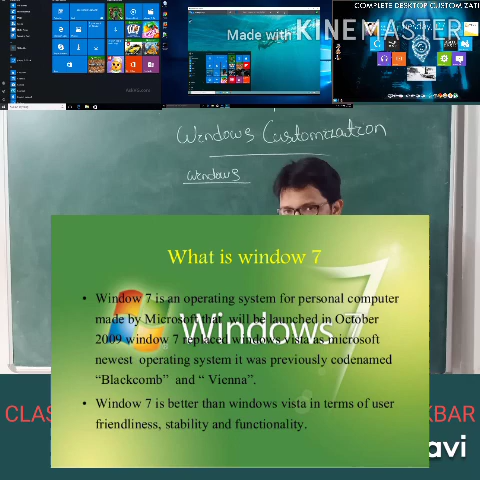 COMPLETE DESKTOP CUSTOMIZATI
Made with KINEMASTER
Windows Customization
Windows
What is window 7
• Window 7 is an operating system for personal computer
made by Microsoft that will be launched in October
2009 window 7 replaced windows vista as microsoft
newest operating system it was previously codenamed
“Blackcomb” and “ Vienna”.
• Window 7 is better than windows vista in terms of user
friendliness, stability and functionality.
Windows 7
CLAS
KBAR
avi